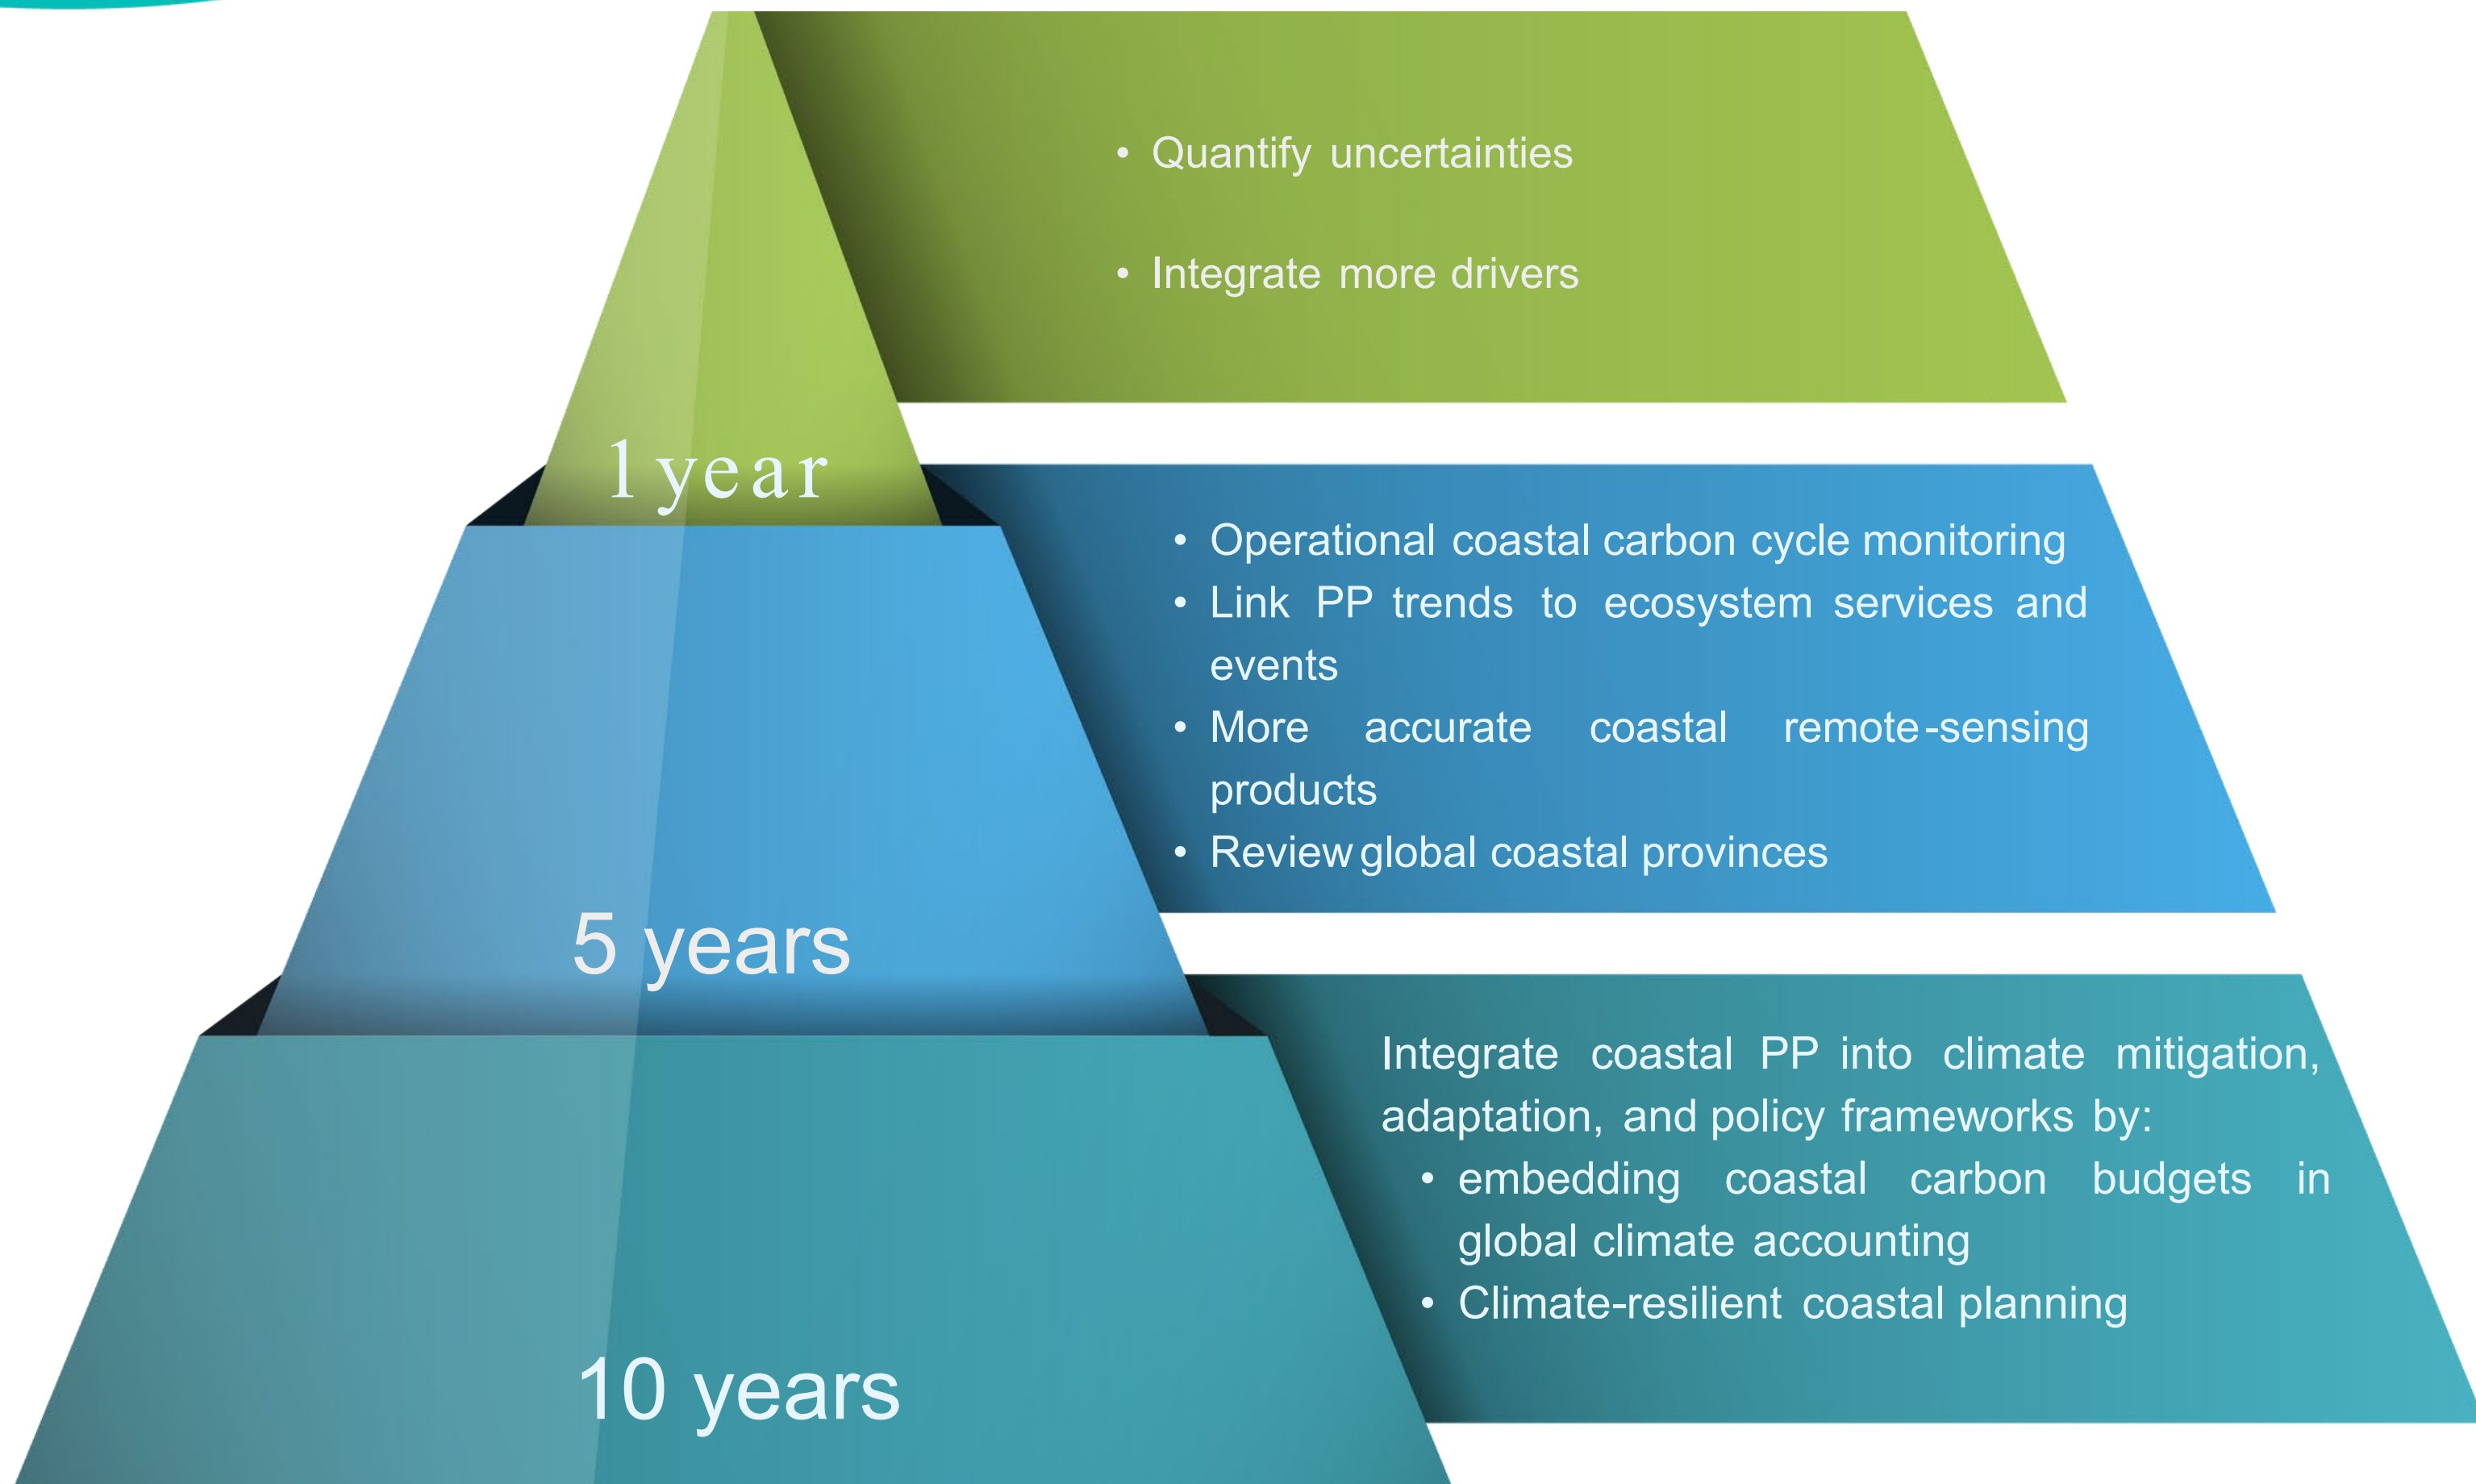 • Quantify uncertainties
• Integrate more drivers
1 year
• Operational coastal carbon cycle monitoring
• Link PP trends to ecosystem services and
events
• More accurate coastal remote-sensing
products
• Review global coastal provinces
5 years
Integrate coastal PP into climate mitigation,
adaptation, and policy frameworks by:
• embedding coastal carbon budgets in
global climate accounting
• Climate-resilient coastal planning
10 years